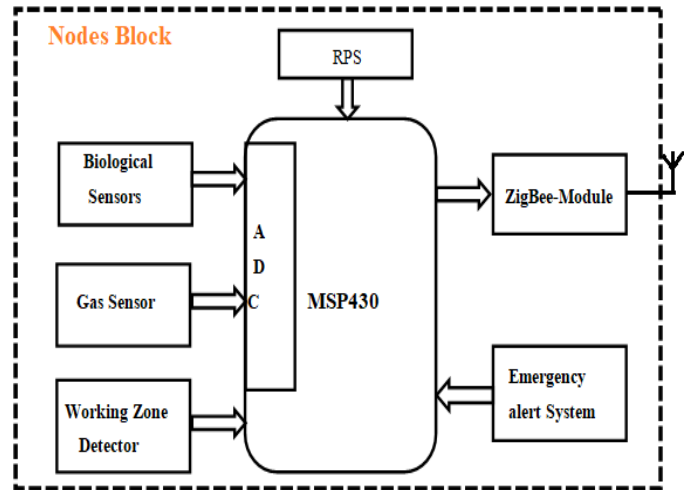 Nodes Block
RPS
Biological
Sensors
ZigBee-Module
A
D
C
Gas Sensor
MSP430
Working Zone
Detector
Emergency
alert System